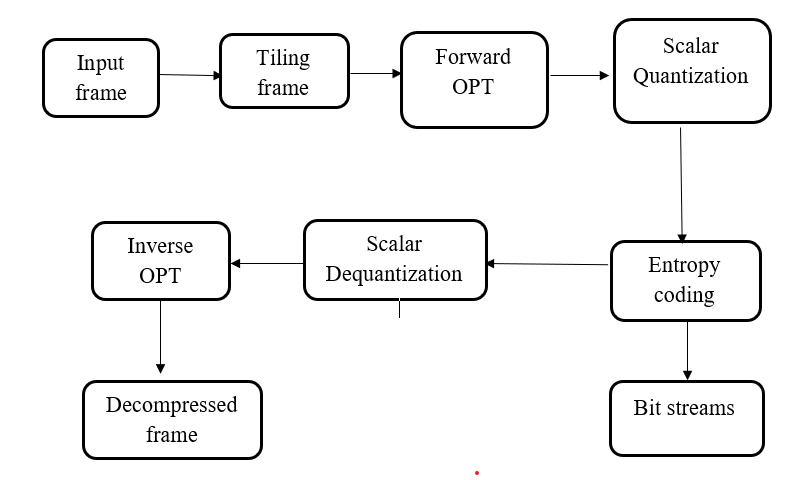 Input
frame
Tiling
frame
Forward
OPT
Scalar
Quantization
Inverse
OPT
Scalar
Dequantization
Entropy
coding
Decompressed
frame
Bit streams